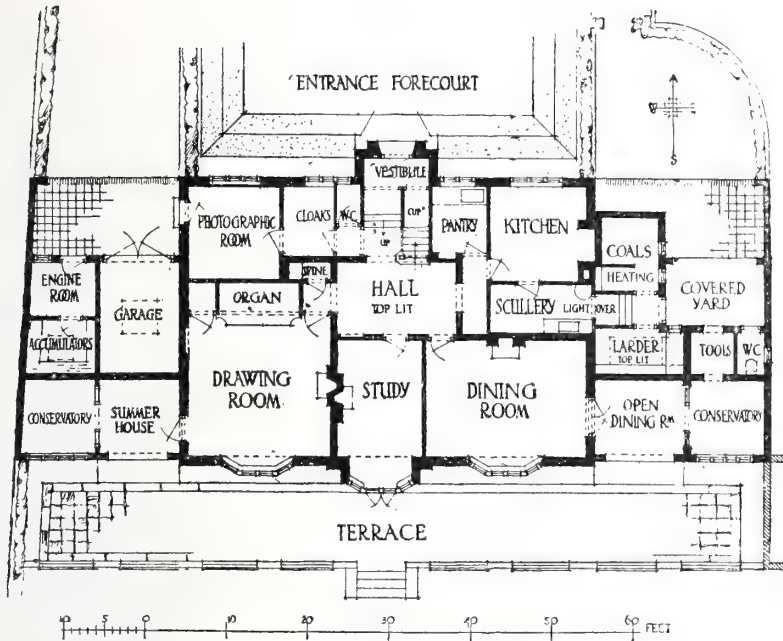 ENTRANCE FORECOURT
S
VESTIBULE
PHOTOGRAPHIC
ROOM
CLOAKS
W.C.
UP
CUPD
PANTRY
KITCHEN
COALS
HEATING
ENGINE
ROOM
GARAGE
ORGAN
HALL
TOP LIT
SCULLERY
LIGHT OVER
COVERED
YARD
ACCUMULATORS
LARDER
TOP LIT
TOOLS
W.C
DRAWING
ROOM
STUDY
DINING
ROOM
CONSERVATORY
SUMMER
HOUSE
OPEN
DINING RM
CONSERVATORY
TERRACE
10 5 0 10 20 30 40 50 60 FEET